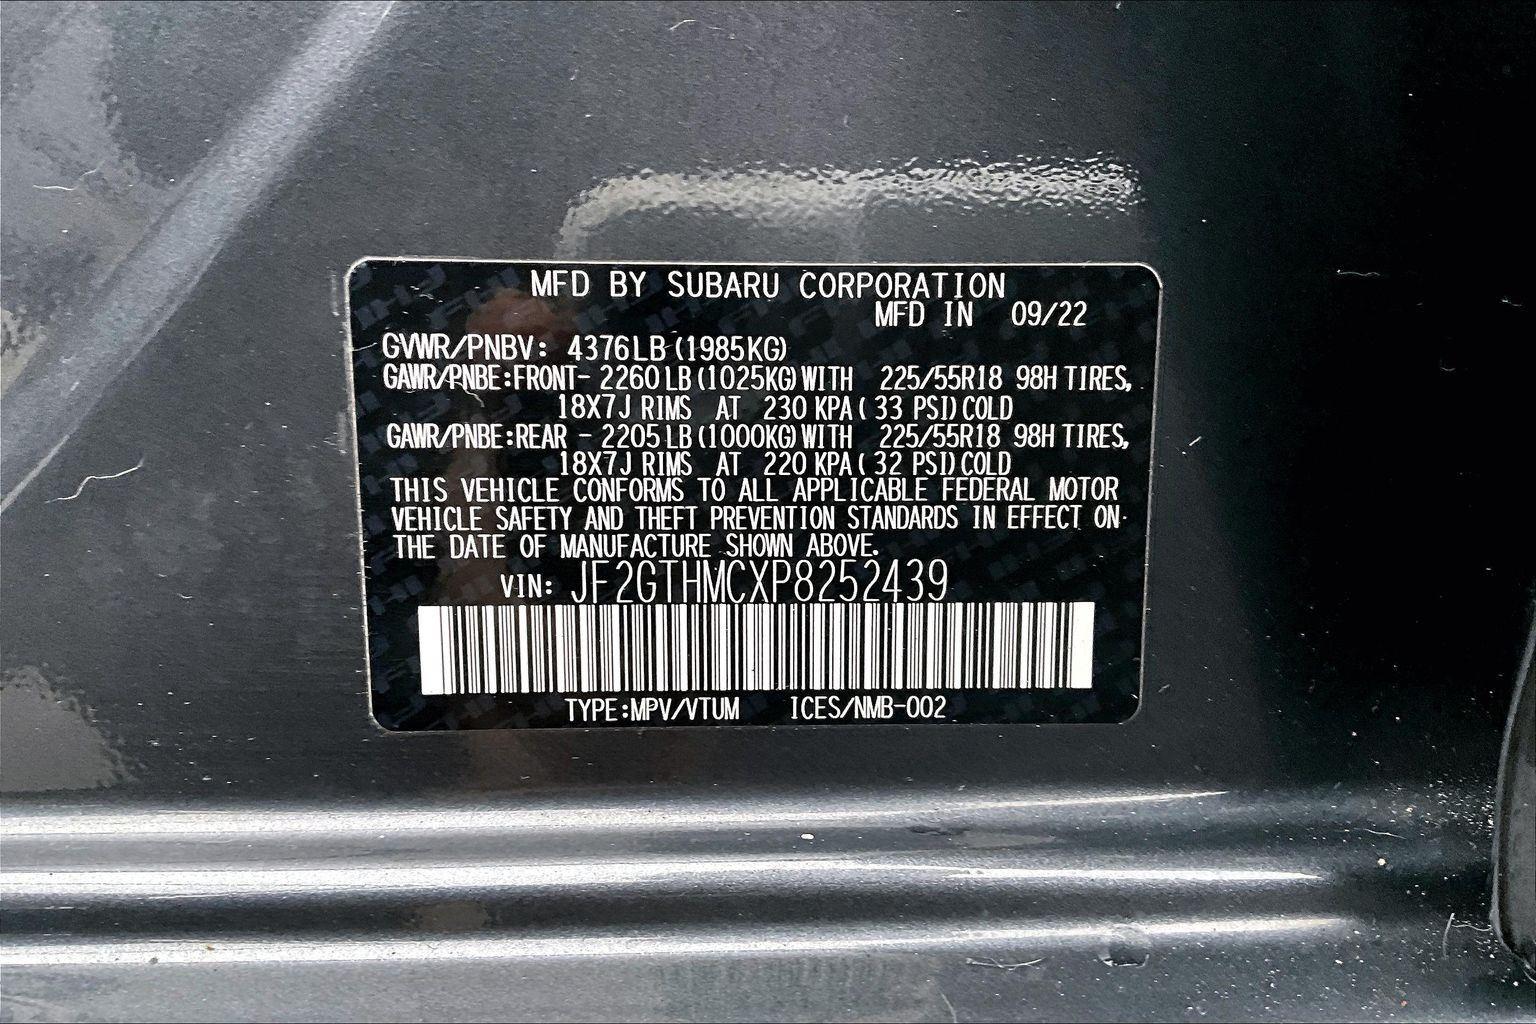 MFD BY SUBARU CORPORATION
MFD IN 09/22
GVWR/PNBV: 4376LB (1985KG)
GAWR/PNBE:FRONT- 2260 LB (1025KG) WITH 225/55R18 98H TIRES,
18X7J RIMS AT 230 KPA ( 33 PSI) COLD
GAWR/PNBE:REAR - 2205 LB (1000KG) WITH 225/55R18 98H TIRES,
18X7J RIMS AT 220 KPA ( 32 PSI) COLD
THIS VEHICLE CONFORMS TO ALL APPLICABLE FEDERAL MOTOR
VEHICLE SAFETY AND THEFT PREVENTION STANDARDS IN EFFECT ON
THE DATE OF MANUFACTURE SHOWN ABOVE.
VIN: JF2GTHMCXP8252439
TYPE:MPV/VTUM ICES/NMB-002